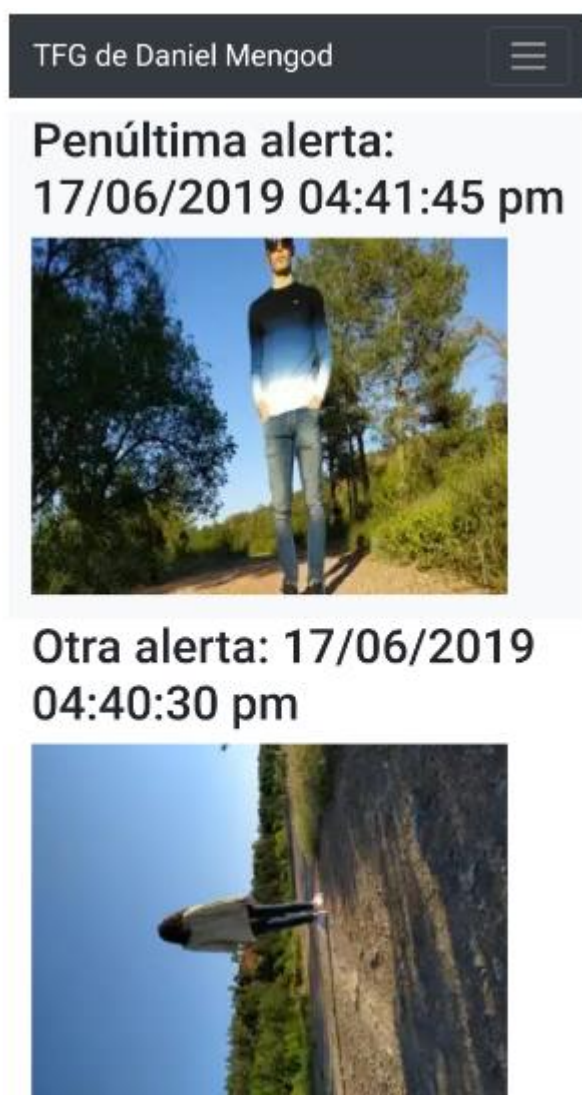 TFG de Daniel Mengod
Penúltima alerta:
17/06/2019 04:41:45 pm
Otra alerta: 17/06/2019
04:40:30 pm